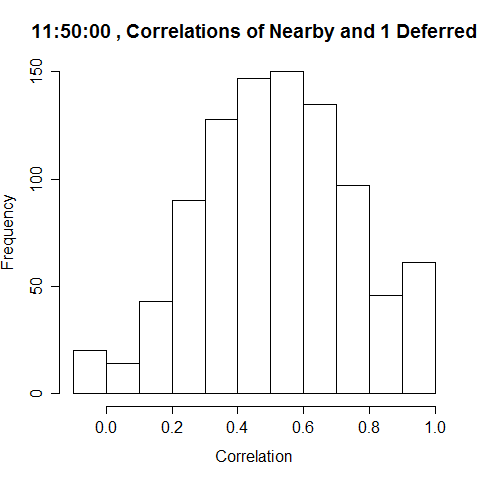 11:50:00 , Correlations of Nearby and 1 Deferred
150
100
50
0
Frequency
0.0 0.2 0.4 0.6 0.8 1.0
Correlation